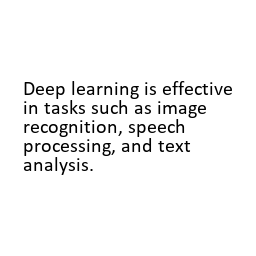 Deep learning is effective
in tasks such as image
recognition, speech
processing, and text
analysis.